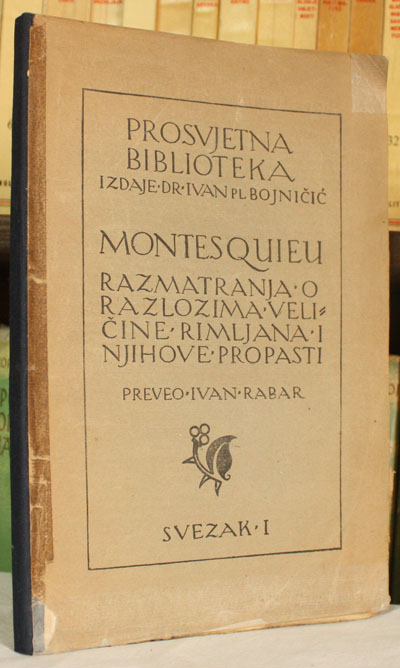 PROSVJETNA
BIBLIOTEKA
IZDAJE·DR·IVAN PL BOJNIČIĆ
MONTESQUIEU
RAZMATRANJA·O
RAZLOZIMA·VELI=
ČINE·RIMLJANA·I
NJIHOVE·PROPASTI
PREVEO·IVAN·RABAR
SVEZAK·I